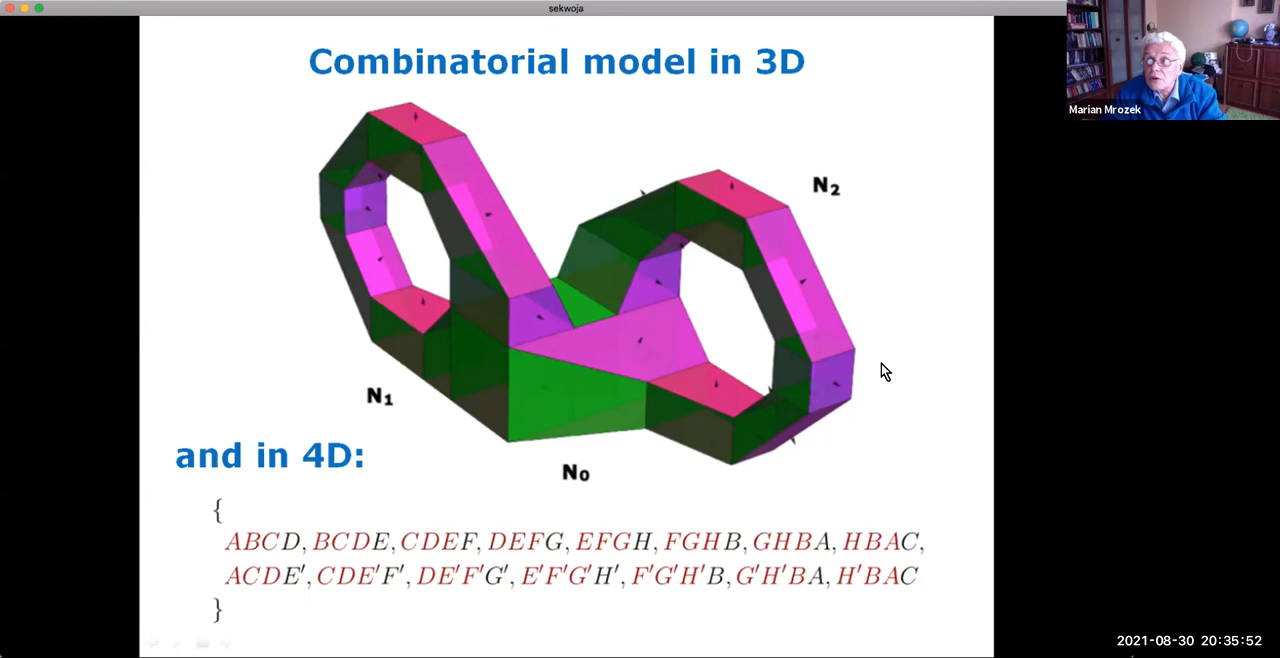 sekwoja
Combinatorial model in 3D
Marian Mrozek
N₂
N₁
and in 4D:
N₀
{
ABCD, BCDE, CDEF, DEFG, EFGH, FGHB, GHBA, HBAC,
ACDE′, CDE′F′, DE′F′G′, E′F′G′H′, F′G′H′B, G′H′BA, H′BAC
}
2021-08-30 20:35:52